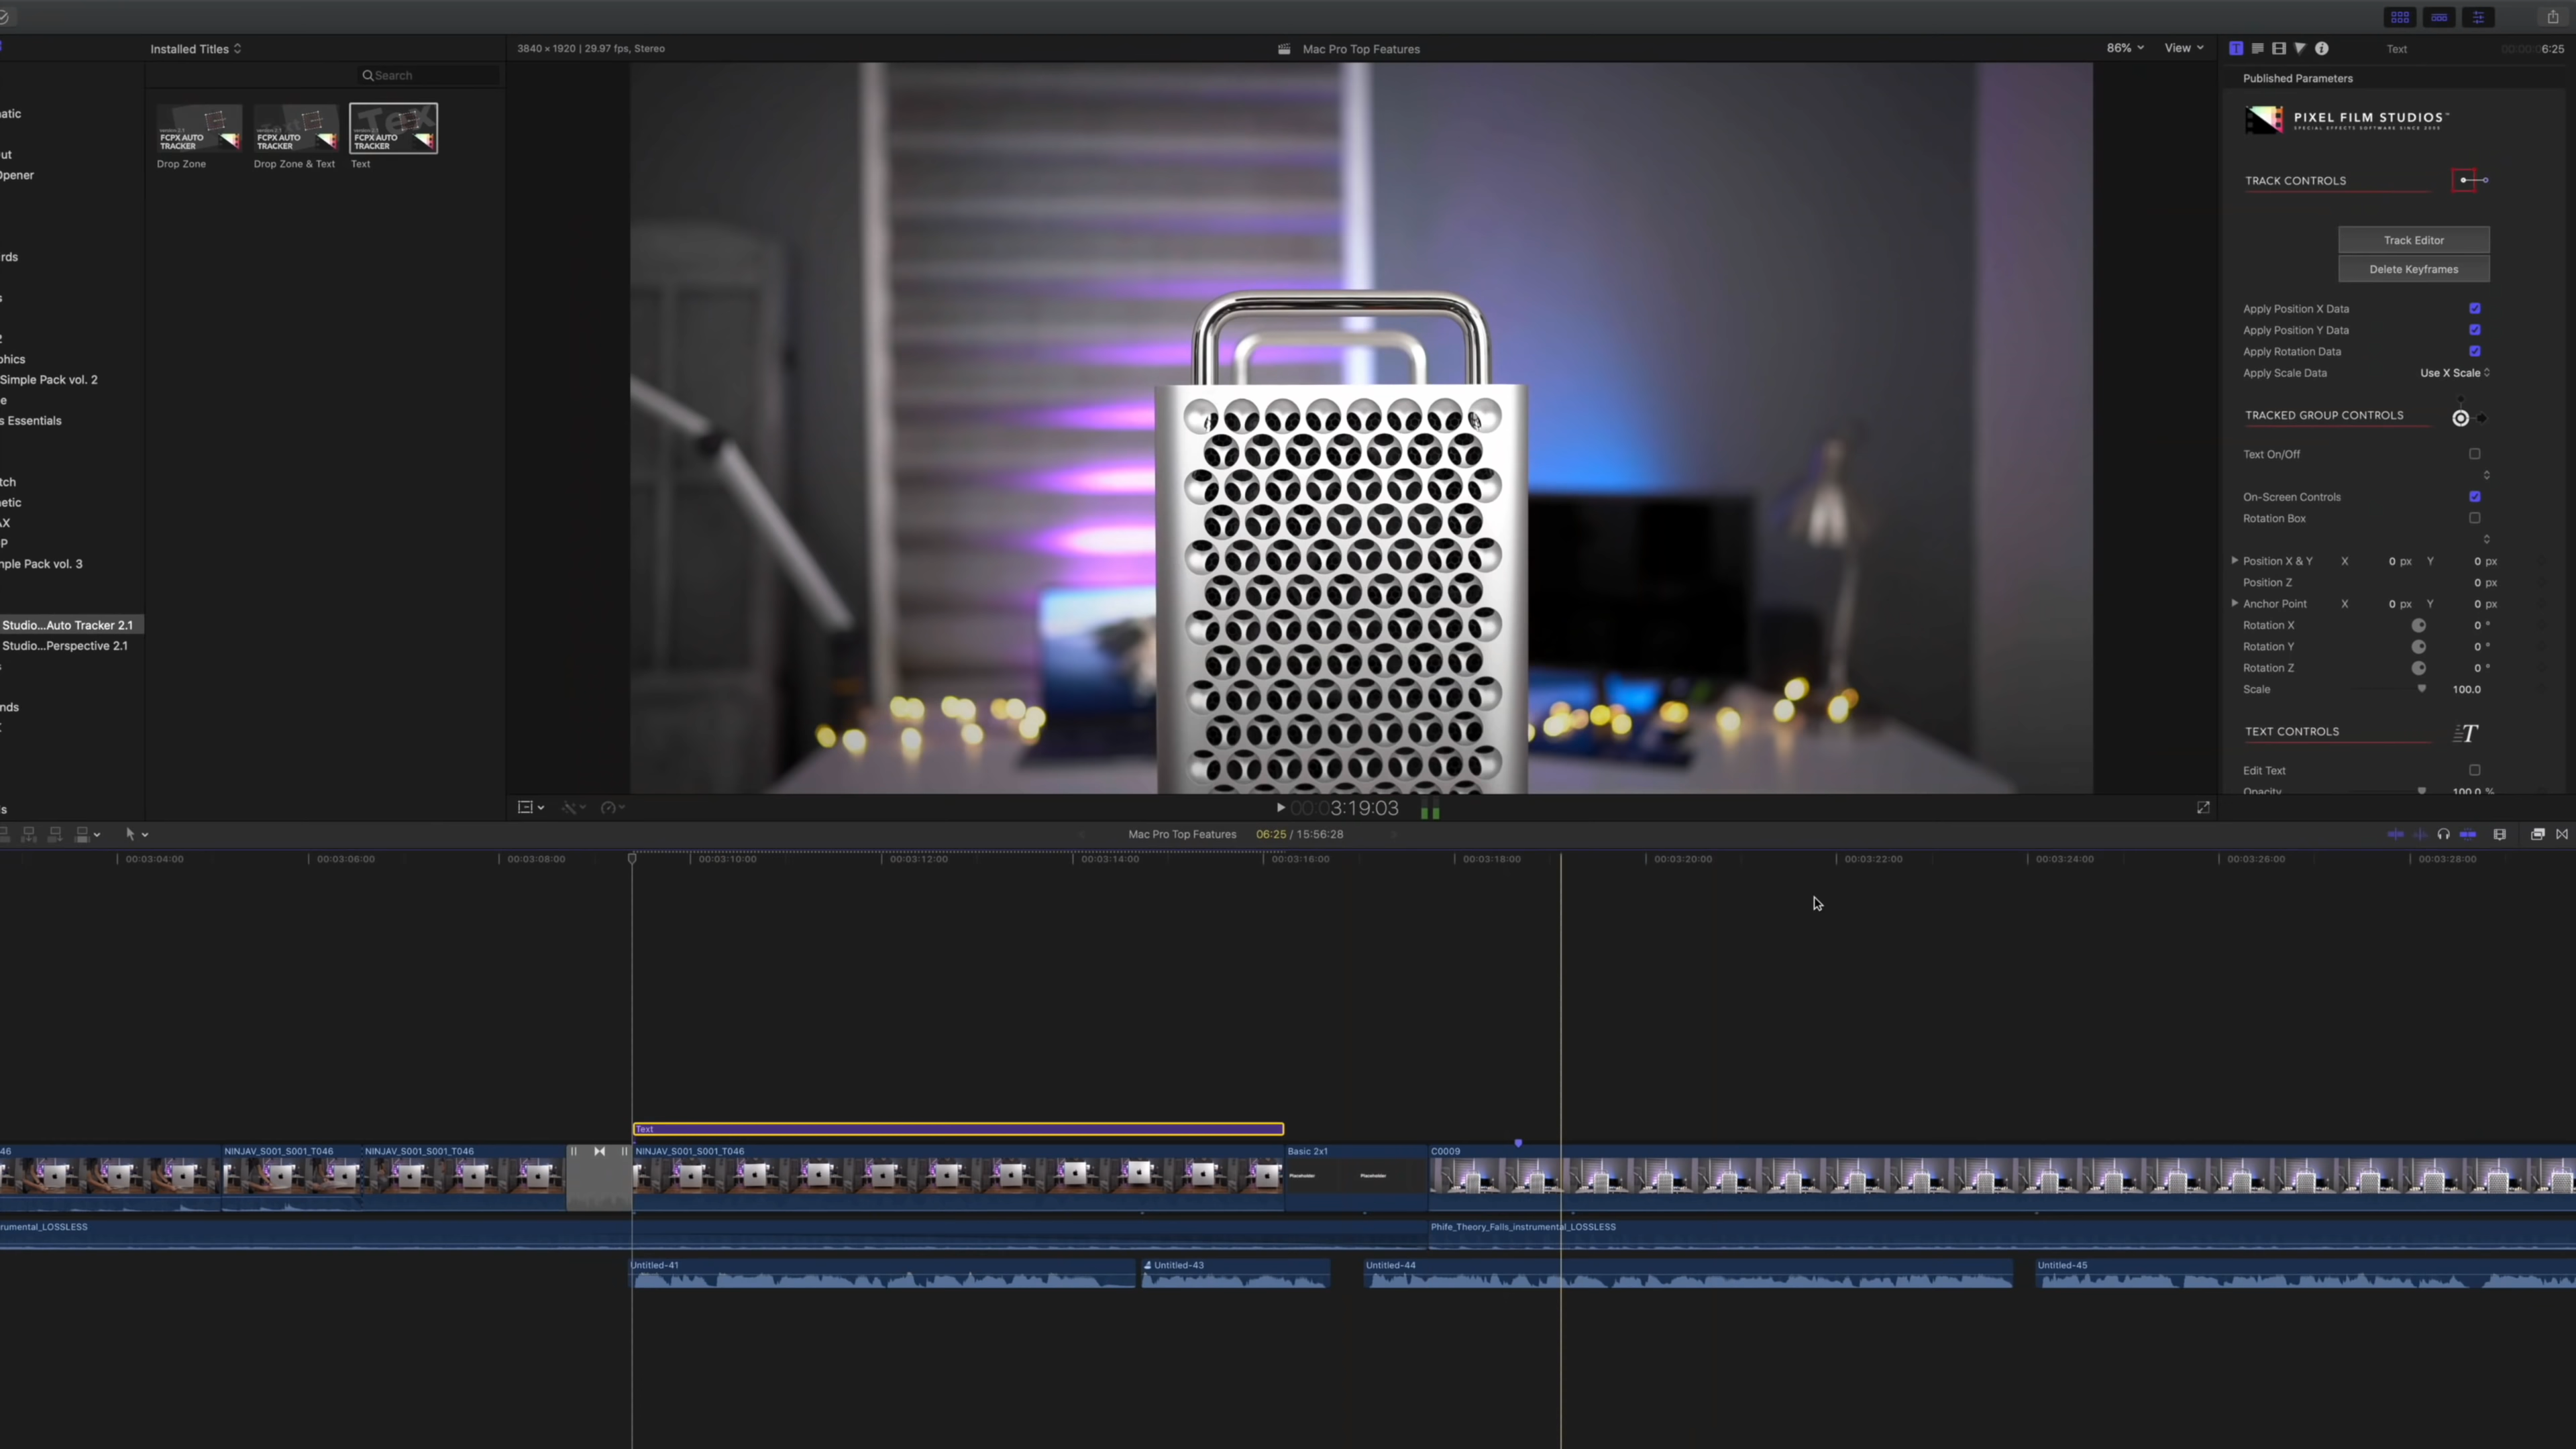 Installed Titles
3840 × 1920 | 29.97 fps, Stereo
Mac Pro Top Features
86%
View
Text
6:25
Search
Published Parameters
PIXEL FILM STUDIOS™
SPECIAL EFFECTS SOFTWARE SINCE 2003
FCPX AUTO TRACKER
Drop Zone
FCPX AUTO TRACKER
Drop Zone & Text
FCPX AUTO TRACKER
Text
atic
ut
Opener
rds
phics
Simple Pack vol. 2
e
s Essentials
tch
etic
AX
P
mple Pack vol. 3
Studio...Auto Tracker 2.1
Studio...Perspective 2.1
nds
s
TRACK CONTROLS
Track Editor
Delete Keyframes
Apply Position X Data
Apply Position Y Data
Apply Rotation Data
Apply Scale Data Use X Scale
TRACKED GROUP CONTROLS
Text On/Off
On-Screen Controls
Rotation Box
Position X & Y X 0 px Y 0 px
Position Z 0 px
Anchor Point X 0 px Y 0 px
Rotation X 0 °
Rotation Y 0 °
Rotation Z 0 °
Scale 100.0
TEXT CONTROLS
Edit Text
Opacity 100.0 %
00:03:19:03
Mac Pro Top Features 06:25 / 15:56:28
00:03:04:00 00:03:06:00 00:03:08:00 00:03:10:00 00:03:12:00 00:03:14:00 00:03:16:00 00:03:18:00 00:03:20:00 00:03:22:00 00:03:24:00 00:03:26:00 00:03:28:00
Text
46 NINJAV_S001_S001_T046 NINJAV_S001_S001_T046 NINJAV_S001_S001_T046 Basic 2x1 C0009
Placeholder Placeholder
rumental_LOSSLESS Phife_Theory_Falls_instrumental_LOSSLESS
Untitled-41 Untitled-43 Untitled-44 Untitled-45